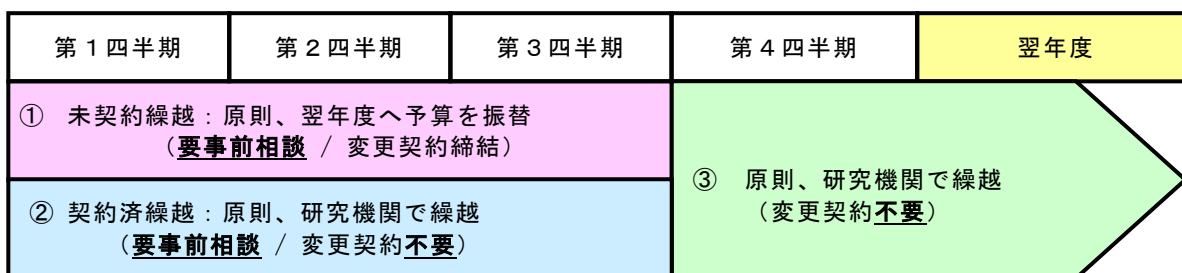 第１四半期 第２四半期 第３四半期 第４四半期 翌年度
① 未契約繰越：原則、翌年度へ予算を振替
（要事前相談 / 変更契約締結）
② 契約済繰越：原則、研究機関で繰越
（要事前相談 / 変更契約不要）
③ 原則、研究機関で繰越
（変更契約不要）